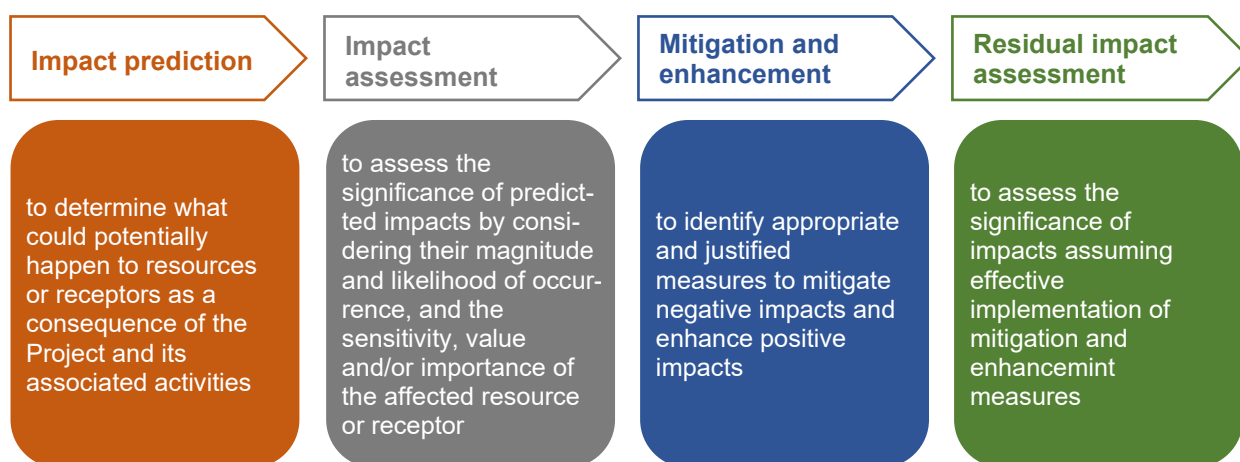 Impact prediction
Impact
assessment
Mitigation and
enhancement
Residual impact
assessment
to determine what
could potentially
happen to resources
or receptors as a
consequence of the
Project and its
associated activities
to assess the
significance of predict-
ted impacts by consi-
dering their magnitude
and likelihood of occur-
rence, and the
sensitivity, value
and/or importance of
the affected resource
or receptor
to identify appropriate
and justified
measures to mitigate
negative impacts and
enhance positive
impacts
to assess the
significance of
impacts assuming
effective
implementation of
mitigation and
enhancemint
measures